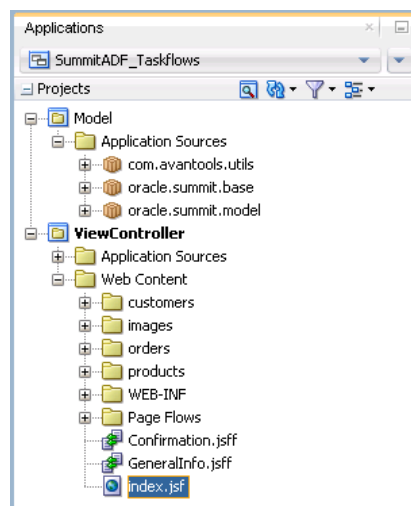 Applications
SummitADF_Taskflows
Projects
Model
Application Sources
com.avantools.utils
oracle.summit.base
oracle.summit.model
ViewController
Application Sources
Web Content
customers
images
orders
products
WEB-INF
Page Flows
Confirmation.jsff
GeneralInfo.jsff
index.jsf